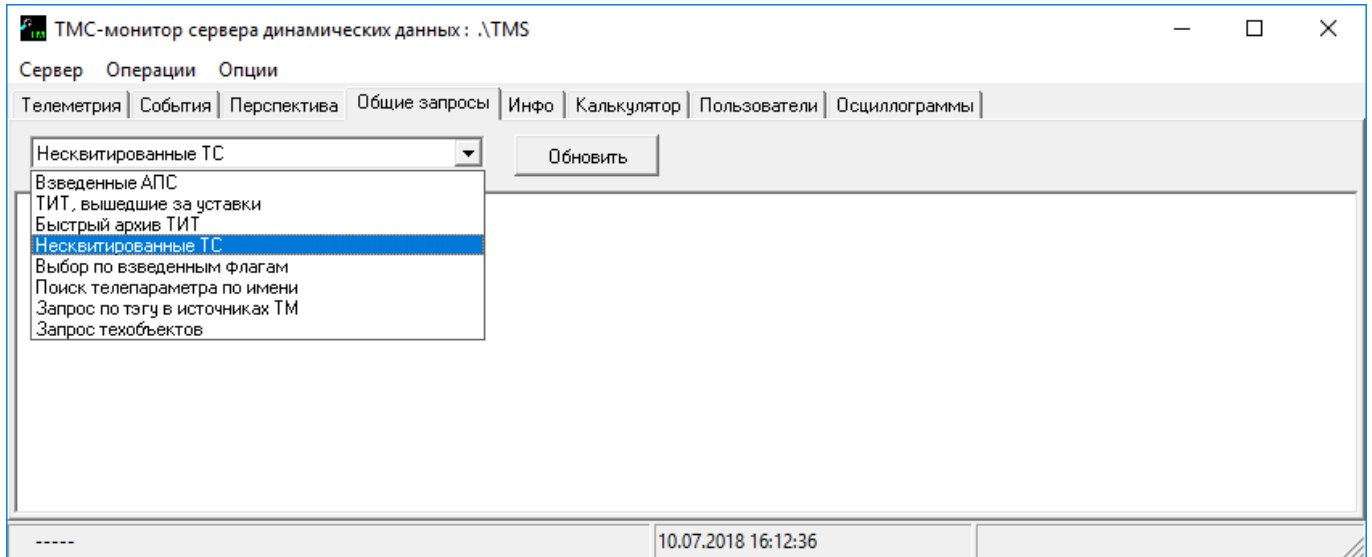 ТМС-монитор сервера динамических данных : .\TMS
Сервер Операции Опции
Телеметрия События Перспектива Общие запросы Инфо Калькулятор Пользователи Осциллограммы
Несквитированные ТС Обновить
Взведенные АПС
ТИТ, вышедшие за уставки
Быстрый архив ТИТ
Несквитированные ТС
Выбор по взведенным флагам
Поиск телепараметра по имени
Запрос по тэгу в источниках ТМ
Запрос техобъектов
----- 10.07.2018 16:12:36